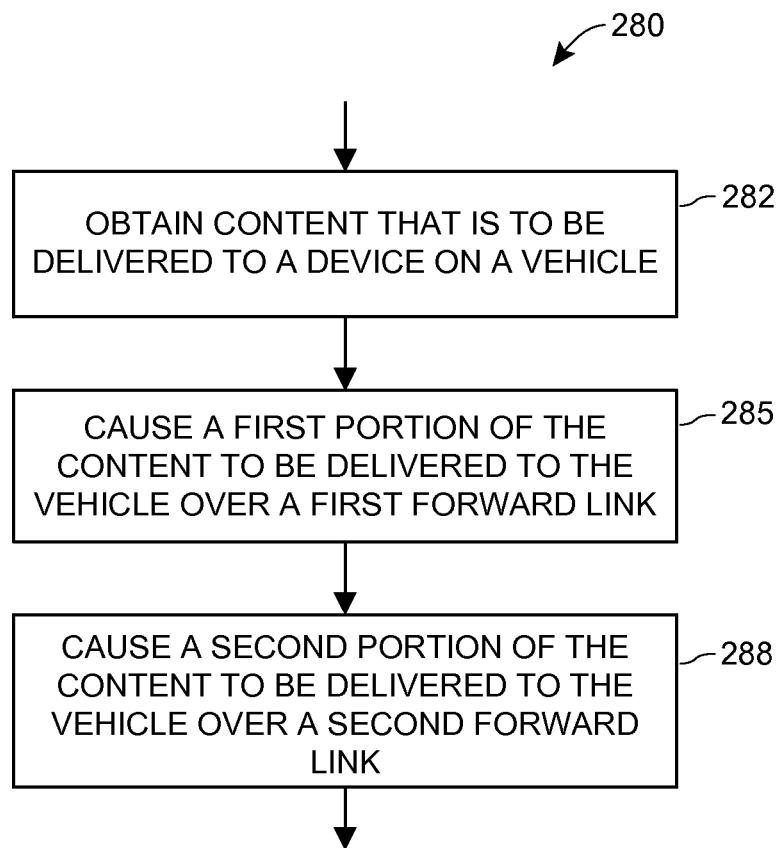 280
OBTAIN CONTENT THAT IS TO BE
DELIVERED TO A DEVICE ON A VEHICLE
282
CAUSE A FIRST PORTION OF THE
CONTENT TO BE DELIVERED TO THE
VEHICLE OVER A FIRST FORWARD LINK
285
CAUSE A SECOND PORTION OF THE
CONTENT TO BE DELIVERED TO THE
VEHICLE OVER A SECOND FORWARD
LINK
288